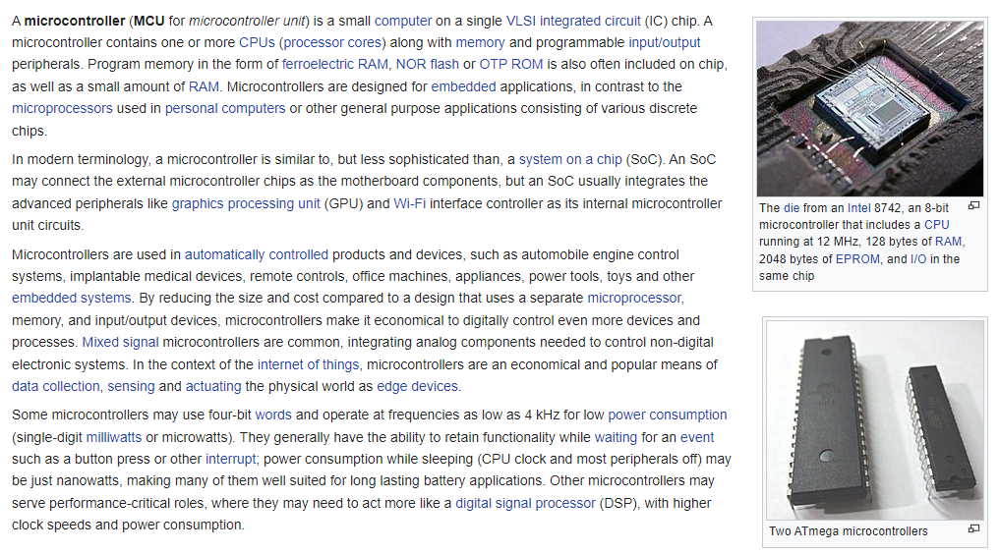 A microcontroller (MCU for microcontroller unit) is a small computer on a single VLSI integrated circuit (IC) chip. A
microcontroller contains one or more CPUs (processor cores) along with memory and programmable input/output
peripherals. Program memory in the form of ferroelectric RAM, NOR flash or OTP ROM is also often included on chip,
as well as a small amount of RAM. Microcontrollers are designed for embedded applications, in contrast to the
microprocessors used in personal computers or other general purpose applications consisting of various discrete
chips.
In modern terminology, a microcontroller is similar to, but less sophisticated than, a system on a chip (SoC). An SoC
may connect the external microcontroller chips as the motherboard components, but an SoC usually integrates the
advanced peripherals like graphics processing unit (GPU) and Wi-Fi interface controller as its internal microcontroller
unit circuits.
Microcontrollers are used in automatically controlled products and devices, such as automobile engine control
systems, implantable medical devices, remote controls, office machines, appliances, power tools, toys and other
embedded systems. By reducing the size and cost compared to a design that uses a separate microprocessor,
memory, and input/output devices, microcontrollers make it economical to digitally control even more devices and
processes. Mixed signal microcontrollers are common, integrating analog components needed to control non-digital
electronic systems. In the context of the internet of things, microcontrollers are an economical and popular means of
data collection, sensing and actuating the physical world as edge devices.
Some microcontrollers may use four-bit words and operate at frequencies as low as 4 kHz for low power consumption
(single-digit milliwatts or microwatts). They generally have the ability to retain functionality while waiting for an event
such as a button press or other interrupt; power consumption while sleeping (CPU clock and most peripherals off) may
be just nanowatts, making many of them well suited for long lasting battery applications. Other microcontrollers may
serve performance-critical roles, where they may need to act more like a digital signal processor (DSP), with higher
clock speeds and power consumption.
The die from an Intel 8742, an 8-bit
microcontroller that includes a CPU
running at 12 MHz, 128 bytes of RAM,
2048 bytes of EPROM, and I/O in the
same chip
Two ATmega microcontrollers